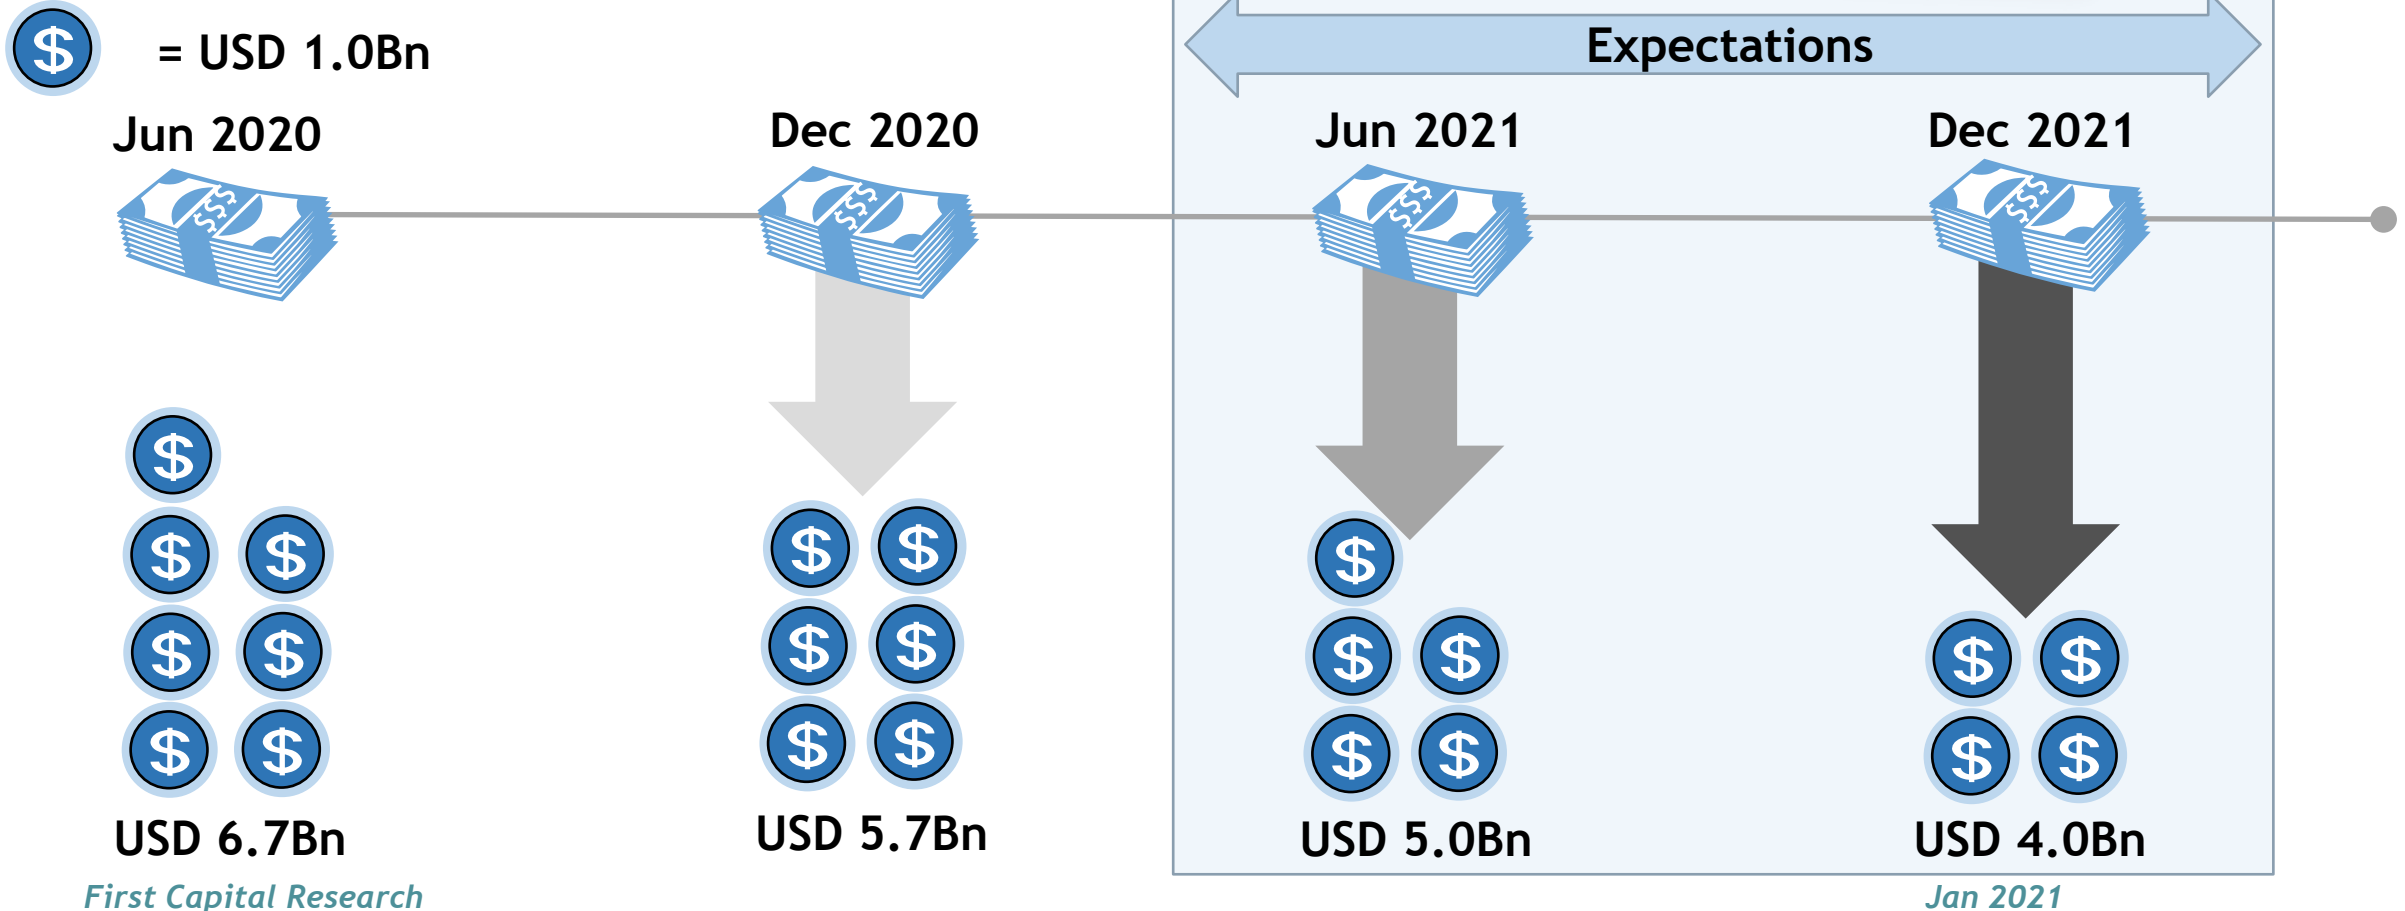 = USD 1.0Bn
Expectations
Jun 2020
Dec 2020
Jun 2021
Dec 2021
USD 6.7Bn
USD 5.7Bn
USD 5.0Bn
USD 4.0Bn
First Capital Research
Jan 2021